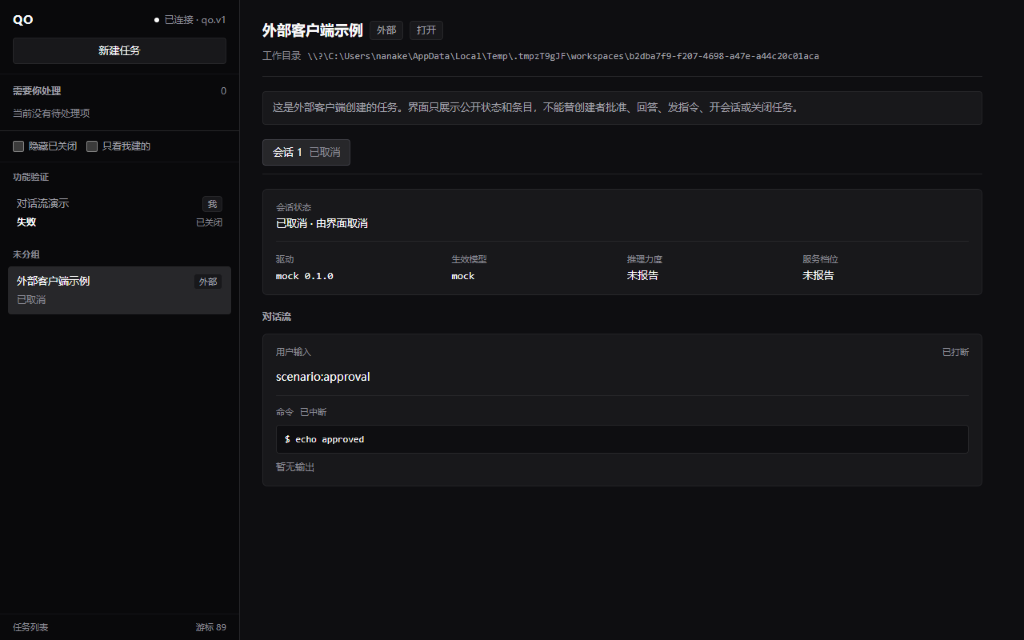 QO
已连接 · qo.v1
新建任务
需要你处理 0
当前没有待处理项
隐藏已关闭 只看我建的
功能验证
对话流演示 我
失败 已关闭
未分组
外部客户端示例 外部
已取消
任务列表 游标 89
外部客户端示例 外部 打开
工作目录 \\?\C:\Users\nanake\AppData\Local\Temp\.tmpzT9gJF\workspaces\b2dba7f9-f207-4698-a47e-a44c20c01aca
这是外部客户端创建的任务。界面只展示公开状态和条目，不能替创建者批准、回答、发指令、开会话或关闭任务。
会话 1 已取消
会话状态
已取消 · 由界面取消
驱动 生效模型 推理力度 服务档位
mock 0.1.0 mock 未报告 未报告
对话流
用户输入 已打断
scenario:approval
命令 已中断
$ echo approved
暂无输出